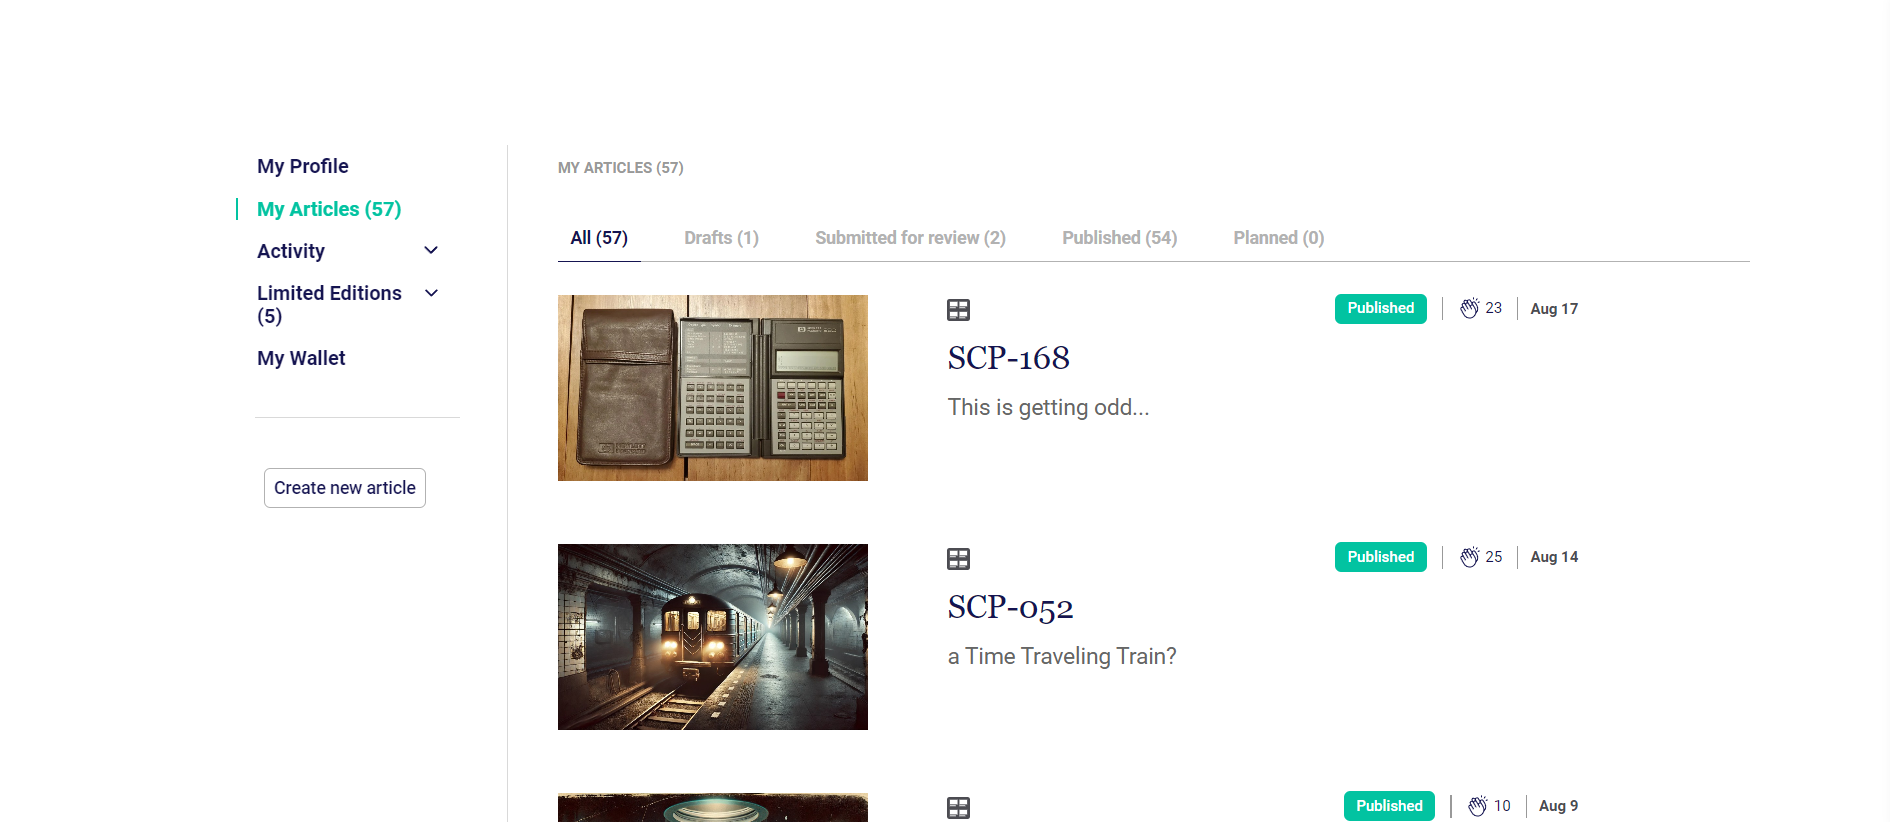 My Profile
My Articles (57)
Activity
Limited Editions
(5)
My Wallet
Create new article
MY ARTICLES (57)
All (57)
Drafts (1)
Submitted for review (2)
Published (54)
Planned (0)
Published
23
Aug 17
SCP-168
This is getting odd...
Published
25
Aug 14
SCP-052
a Time Traveling Train?
Published
10
Aug 9